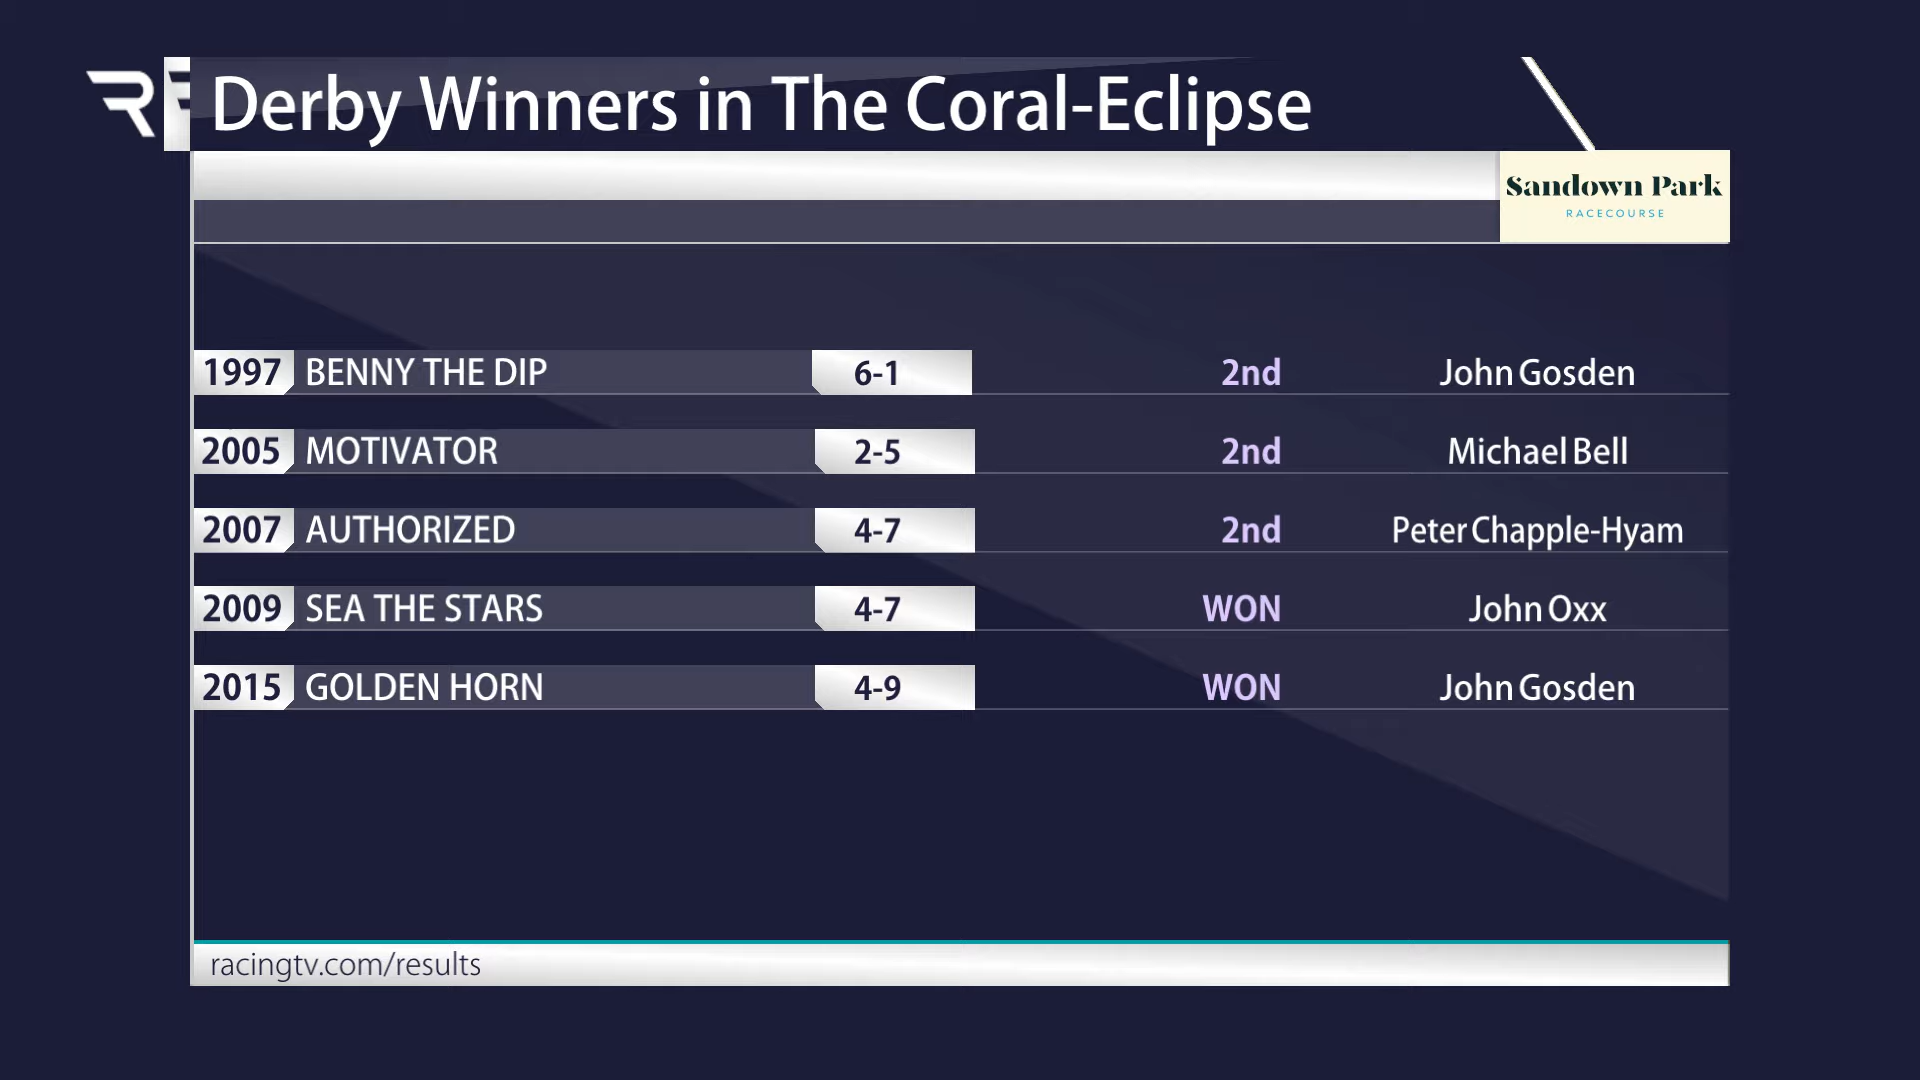 Derby Winners in The Coral-Eclipse
Sandown Park
RACECOURSE
1997 BENNY THE DIP 6-1 2nd John Gosden
2005 MOTIVATOR 2-5 2nd Michael Bell
2007 AUTHORIZED 4-7 2nd Peter Chapple-Hyam
2009 SEA THE STARS 4-7 WON John Oxx
2015 GOLDEN HORN 4-9 WON John Gosden
racingtv.com/results